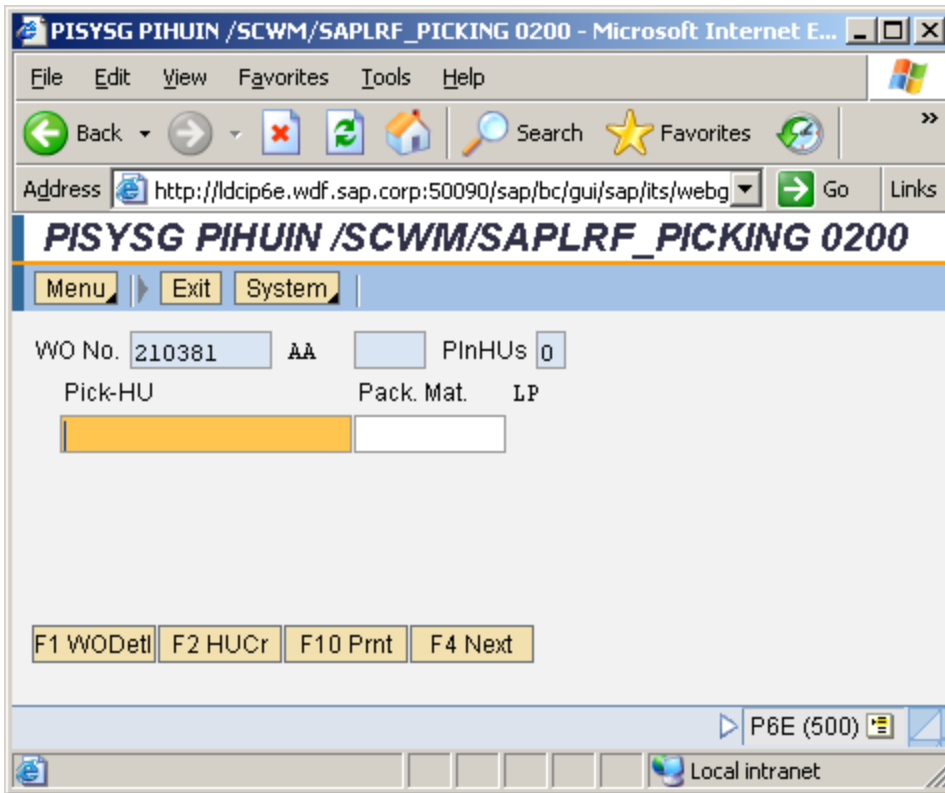 PISYSG PIHUIN /SCWM/SAPLRF_PICKING 0200 - Microsoft Internet E...
File Edit View Favorites Tools Help
Back Search Favorites »
Address http://ldcip6e.wdf.sap.corp:50090/sap/bc/gui/sap/its/webg Go Links
PISYSG PIHUIN /SCWM/SAPLRF_PICKING 0200
Menu Exit System
WO No. 210381 AA PlnHUs 0
Pick-HU Pack. Mat. LP
F1 WODetl F2 HUCr F10 Prnt F4 Next
P6E (500)
Local intranet